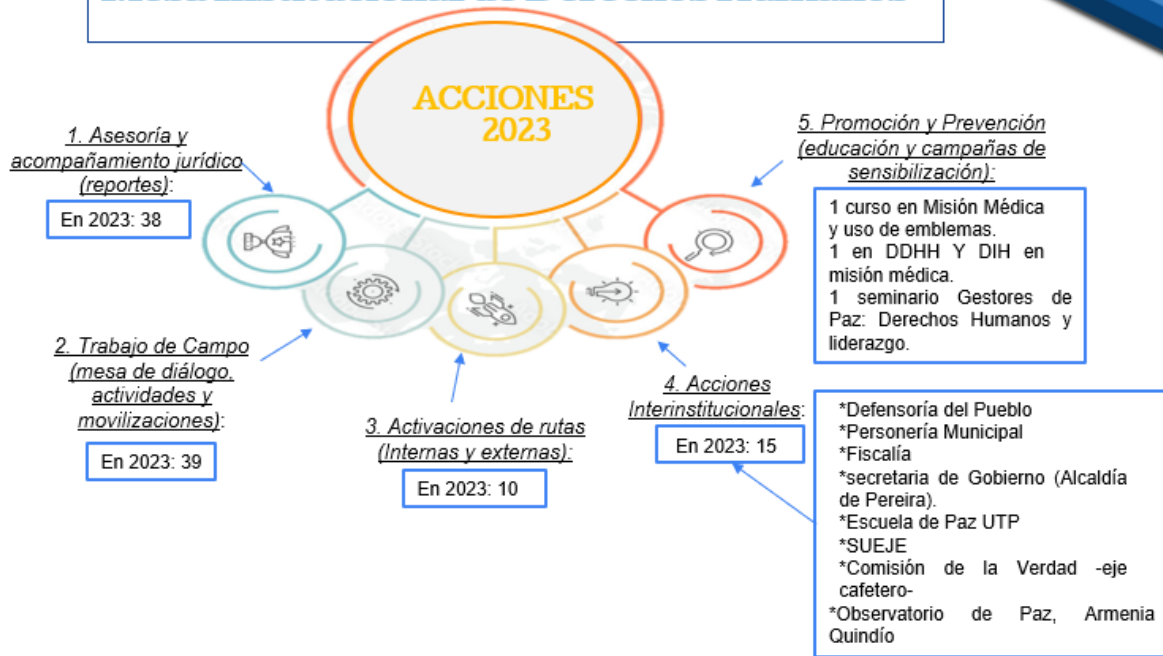 ACCIONES
2023
1. Asesoría y
acompañamiento jurídico
(reportes):
En 2023: 38
2. Trabajo de Campo
(mesa de diálogo,
actividades y
movilizaciones):
En 2023: 39
3. Activaciones de rutas
(Internas y externas):
En 2023: 10
4. Acciones
Interinstitucionales:
En 2023: 15
*Defensoría del Pueblo
*Personería Municipal
*Fiscalía
*secretaria de Gobierno (Alcaldía
de Pereira).
*Escuela de Paz UTP
*SUEJE
*Comisión de la Verdad -eje
cafetero-
*Observatorio de Paz, Armenia
Quindío
5. Promoción y Prevención
(educación y campañas de
sensibilización):
1 curso en Misión Médica
y uso de emblemas.
1 en DDHH Y DIH en
misión médica.
1 seminario Gestores de
Paz: Derechos Humanos y
liderazgo.